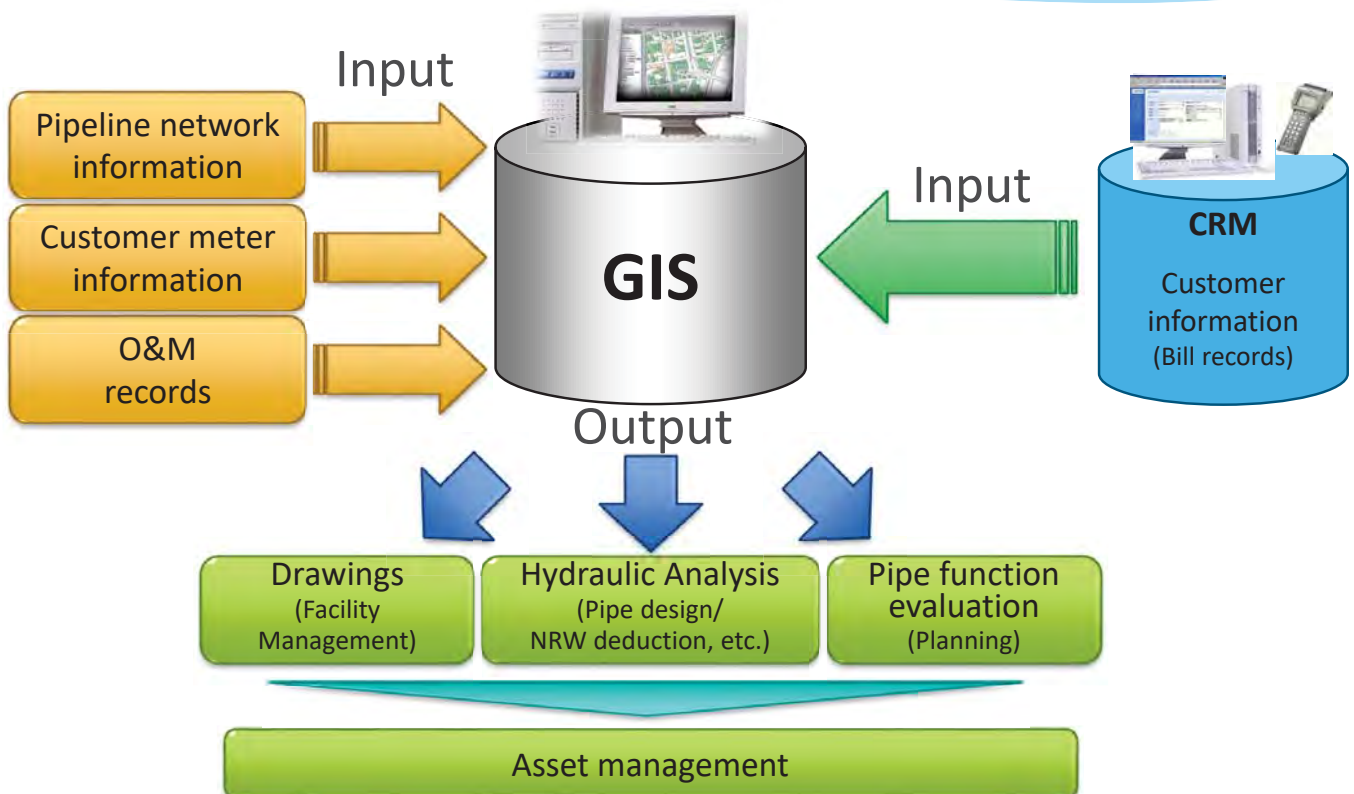 Input
Pipeline network
information
Customer meter
information
O&M
records
GIS
Input
CRM
Customer
information
(Bill records)
Output
Drawings
(Facility
Management)
Hydraulic Analysis
(Pipe design/
NRW deduction, etc.)
Pipe function
evaluation
(Planning)
Asset management